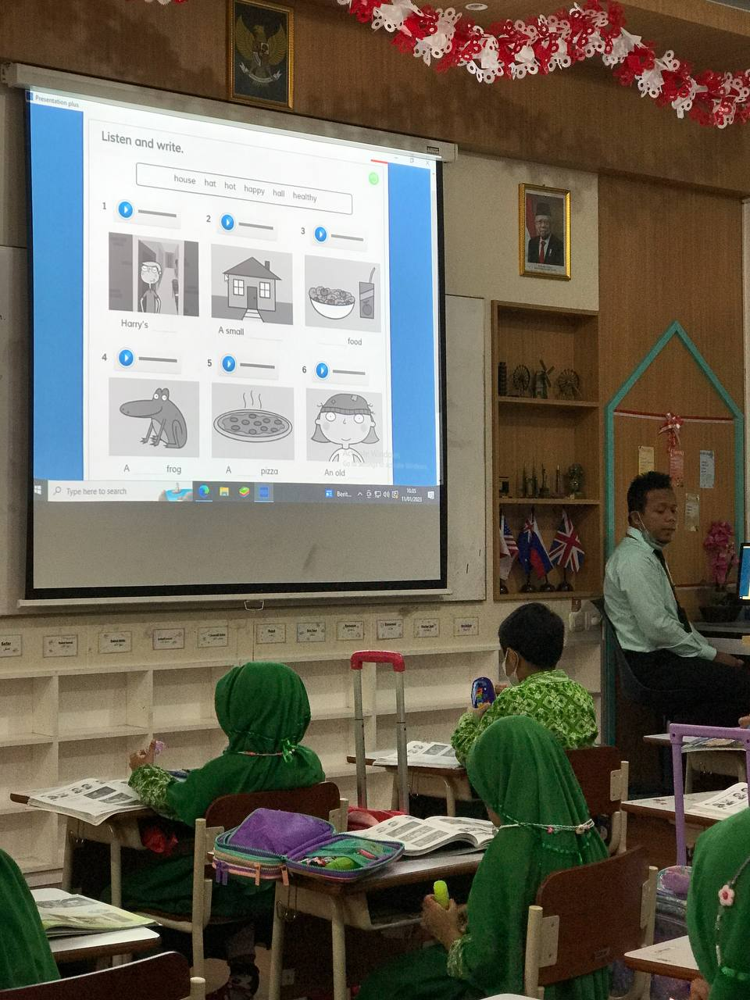 Presentation plus
Listen and write.
house hat hot happy hall healthy
1
2
3
Harry's
A small
food
4
5
6
A frog
A pizza
An old
Activate Windows
Go to Settings to activate Windows.
Type here to search
Berit...
16.05
11/01/2023